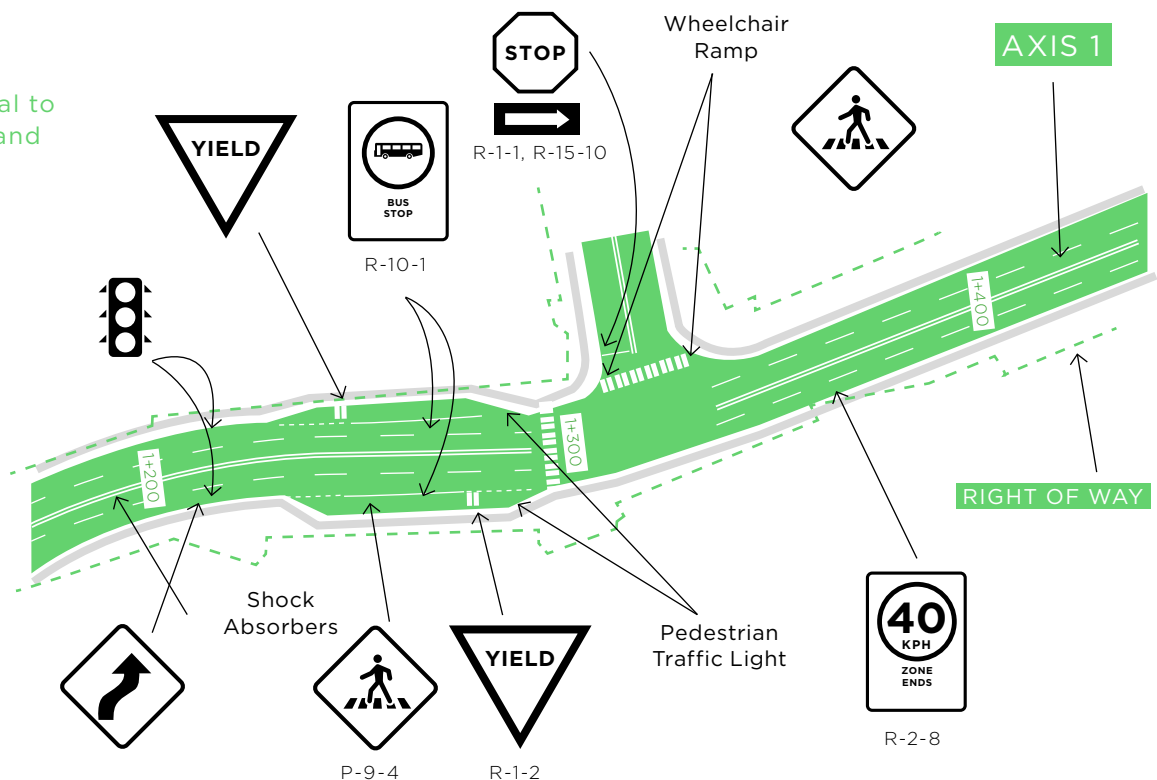 al to
and
YIELD
BUS
STOP
R-10-1
STOP
R-1-1, R-15-10
Wheelchair
Ramp
AXIS 1
1+200
1+300
1+400
RIGHT OF WAY
Shock
Absorbers
P-9-4
YIELD
R-1-2
Pedestrian
Traffic Light
40
KPH
ZONE
ENDS
R-2-8